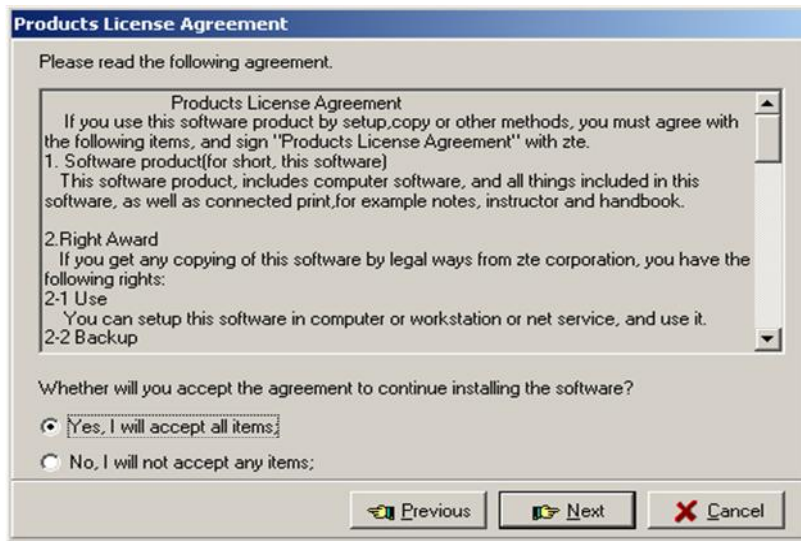 Products License Agreement
Please read the following agreement.
Products License Agreement
If you use this software product by setup,copy or other methods, you must agree with
the following items, and sign "Products License Agreement" with zte.
1. Software product(for short, this software)
This software product, includes computer software, and all things included in this
software, as well as connected print,for example notes, instructor and handbook.
2.Right Award
If you get any copying of this software by legal ways from zte corporation, you have the
following rights:
2-1 Use
You can setup this software in computer or workstation or net service, and use it.
2-2 Backup
Whether will you accept the agreement to continue installing the software?
Yes, I will accept all items;
No, I will not accept any items;
Previous Next Cancel